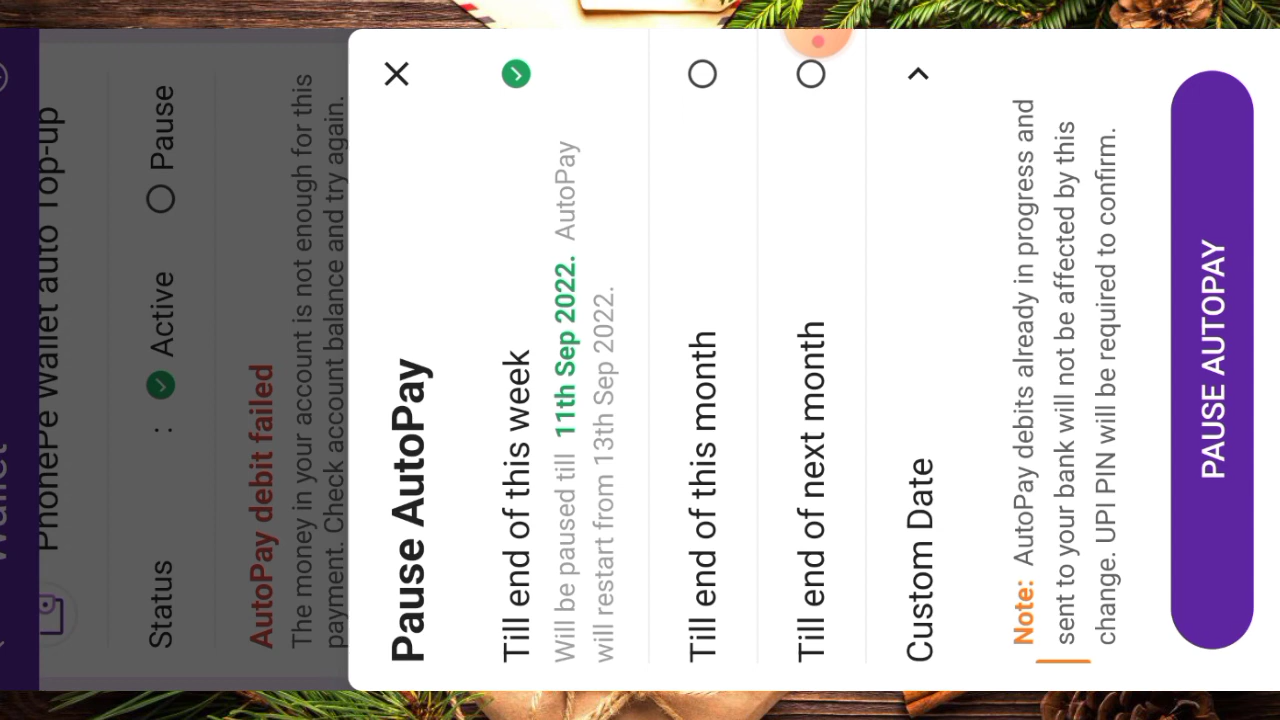 Wallet
PhonePe Wallet auto Top-up
Status : Active Pause
AutoPay debit failed
The money in your account is not enough for this
payment. Check account balance and try again.
Pause AutoPay
Till end of this week
Will be paused till 11th Sep 2022. AutoPay
will restart from 13th Sep 2022.
Till end of this month
Till end of next month
Custom Date
Note: AutoPay debits already in progress and
sent to your bank will not be affected by this
change. UPI PIN will be required to confirm.
PAUSE AUTOPAY